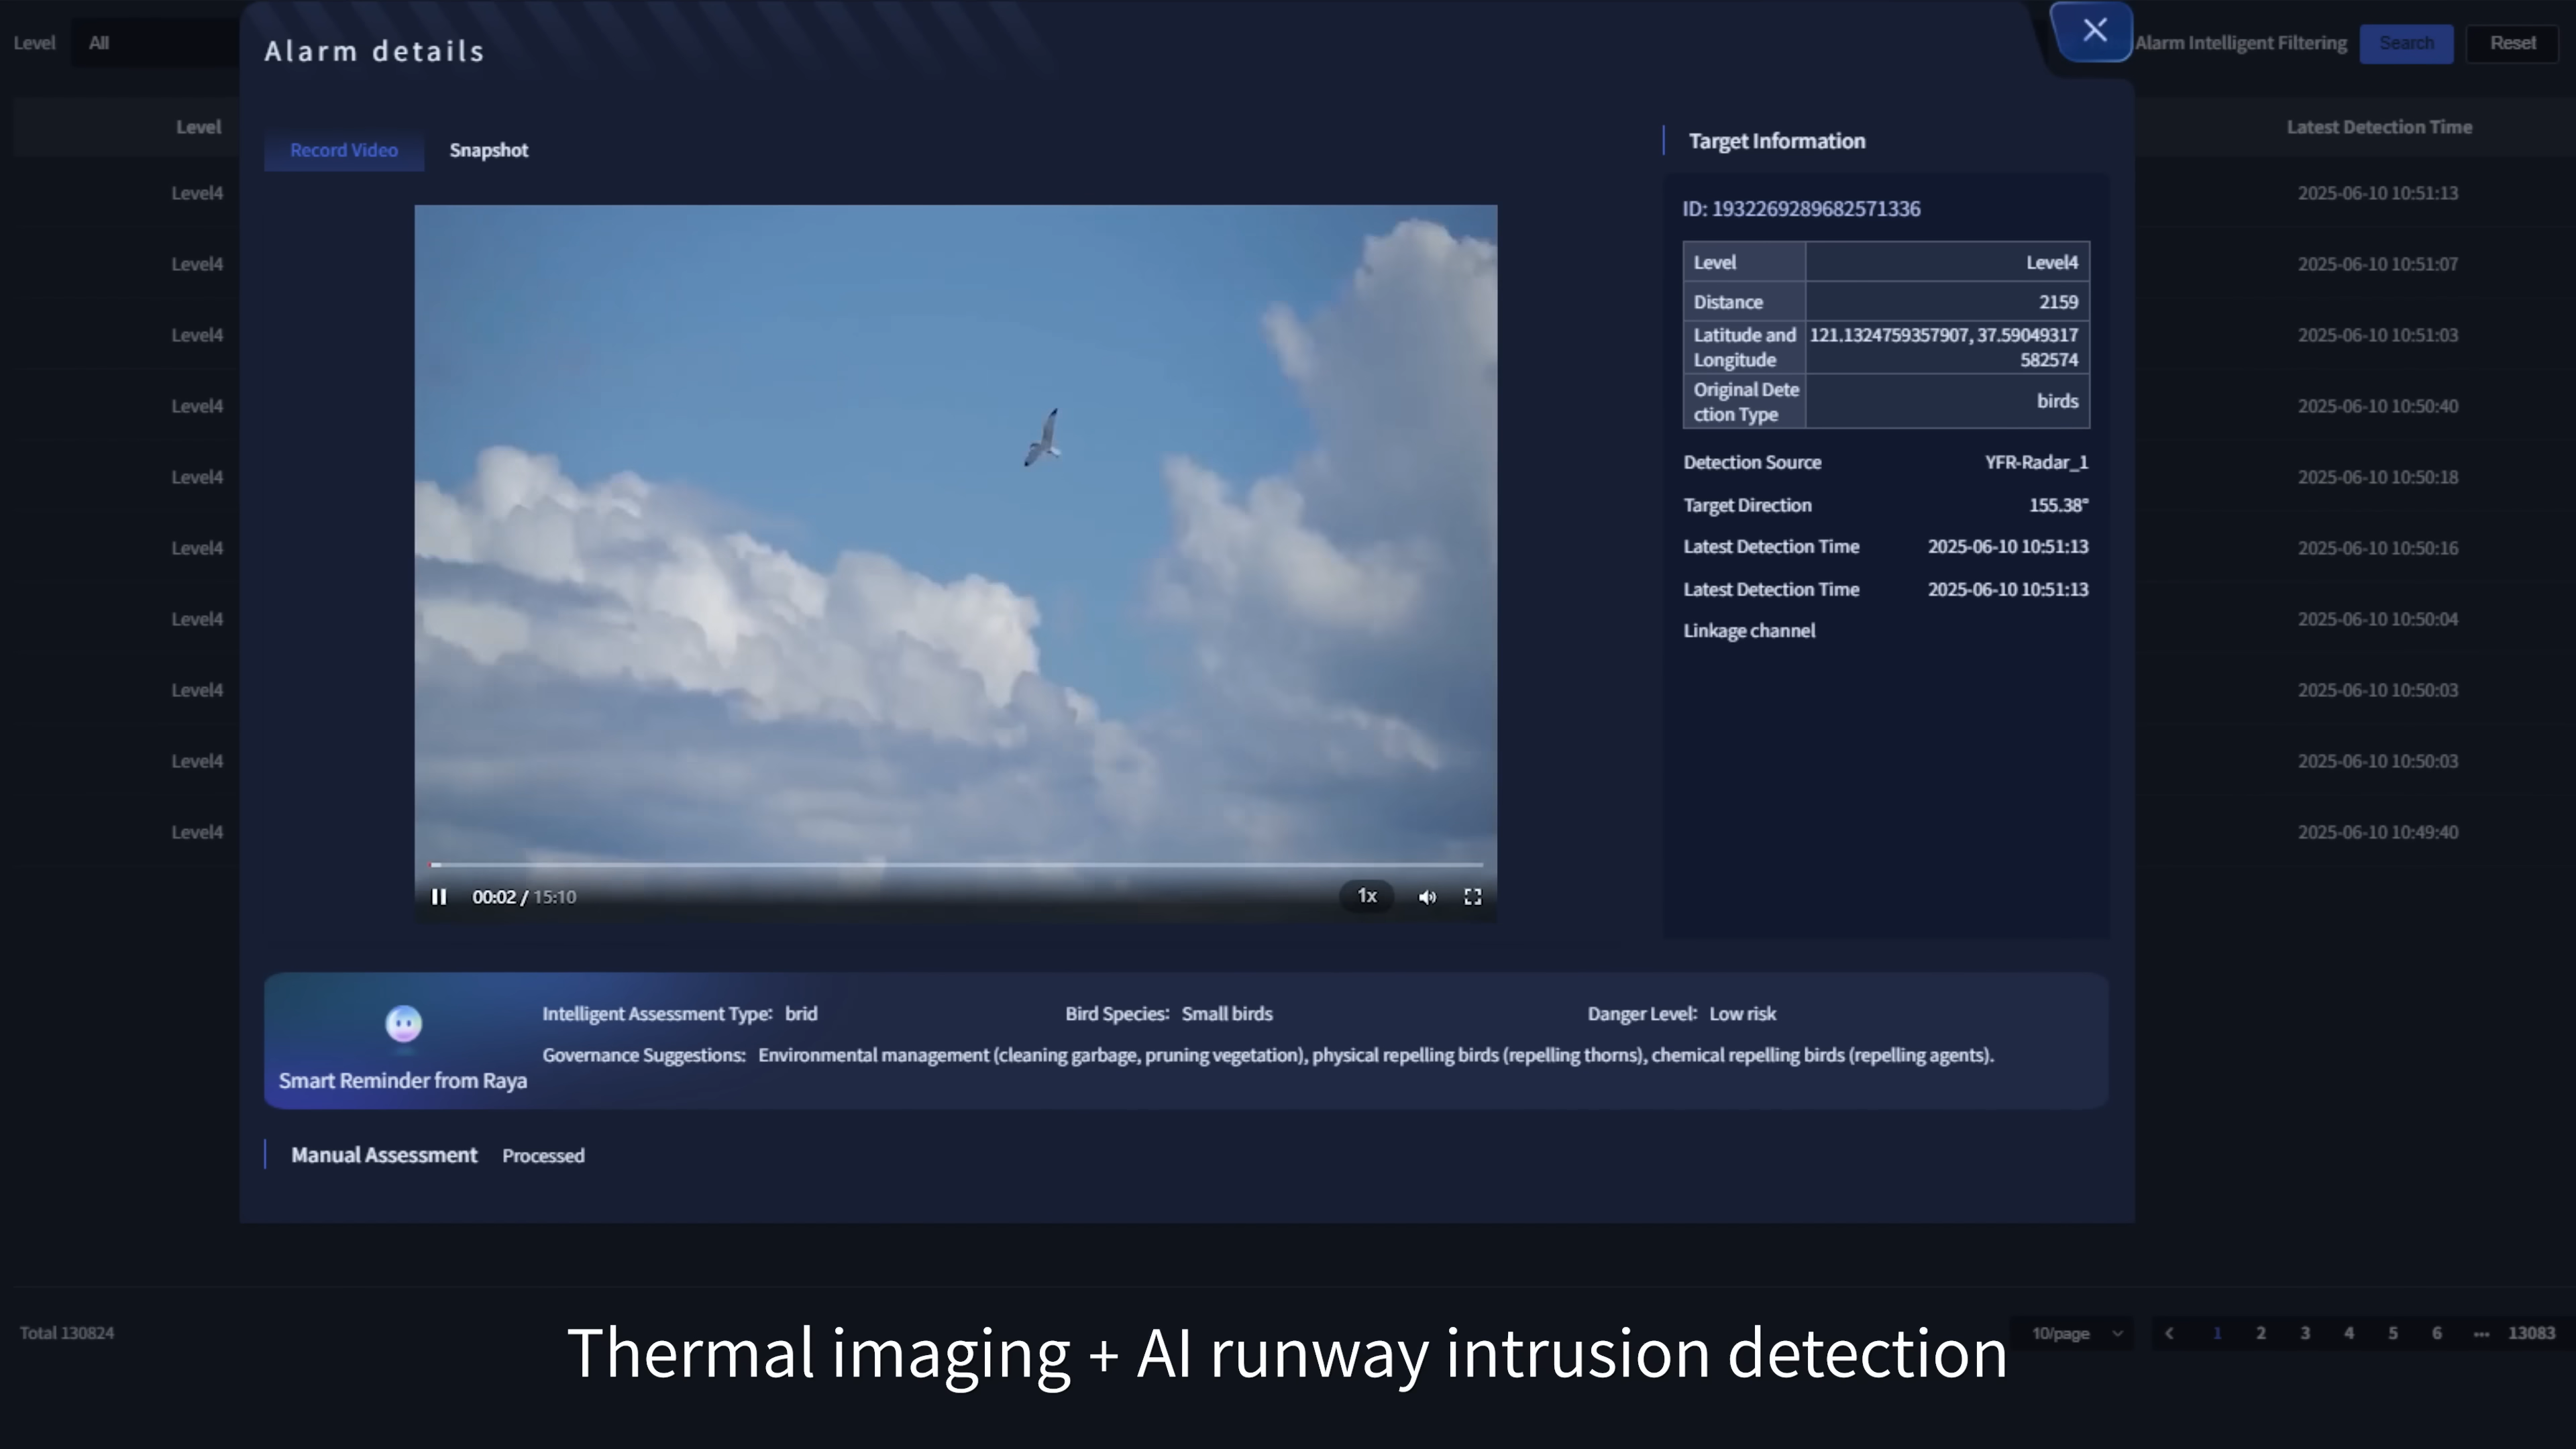 Alarm details
Level
All
Alarm Intelligent Filtering
Search
Reset
Level
Latest Detection Time
Level4
2025-06-10 10:51:13
Level4
2025-06-10 10:51:07
Level4
2025-06-10 10:51:03
Level4
2025-06-10 10:50:40
Level4
2025-06-10 10:50:18
Level4
2025-06-10 10:50:16
Level4
2025-06-10 10:50:04
Level4
2025-06-10 10:50:03
Level4
2025-06-10 10:50:03
Level4
2025-06-10 10:49:40
Record Video
Snapshot
00:02 / 15:10
1x
Target Information
ID: 1932269289682571336
Level
Level4
Distance
2159
Latitude and
Longitude
121.1324759357907, 37.59049317
582574
Original Dete
ction Type
birds
Detection Source
YFR-Radar_1
Target Direction
155.38°
Latest Detection Time
2025-06-10 10:51:13
Latest Detection Time
2025-06-10 10:51:13
Linkage channel
Smart Reminder from Raya
Intelligent Assessment Type: brid
Bird Species: Small birds
Danger Level: Low risk
Governance Suggestions: Environmental management (cleaning garbage, pruning vegetation), physical repelling birds (repelling thorns), chemical repelling birds (repelling agents).
Manual Assessment
Processed
Total 130824
10/page
1 2 3 4 5 6 ··· 13083
Thermal imaging + AI runway intrusion detection